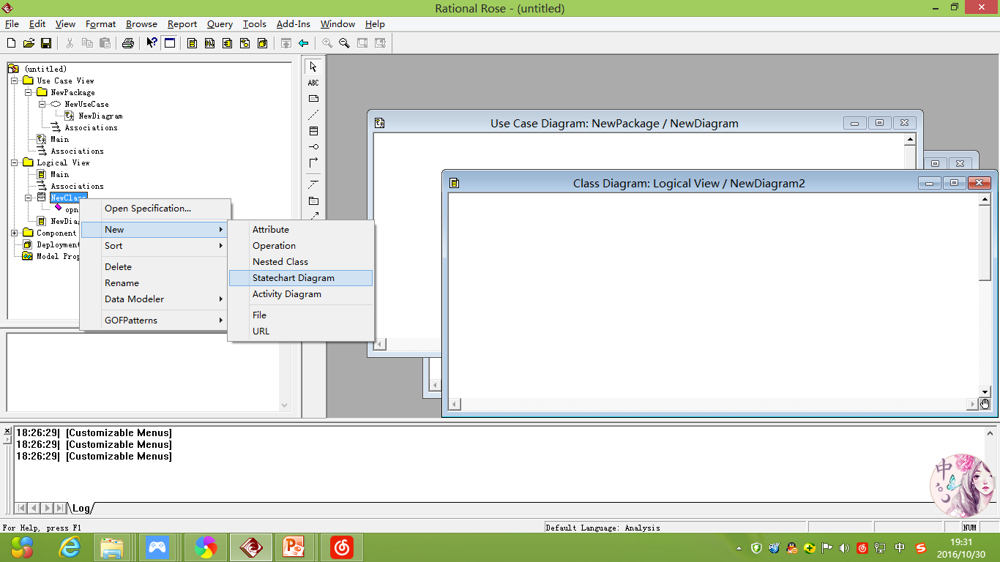 Rational Rose - (untitled)
File Edit View Format Browse Report Query Tools Add-Ins Window Help
(untitled)
Use Case View
NewPackage
NewUseCase
NewDiagram
Associations
Main
Associations
Logical View
Main
Associations
NewClass
opn
NewDia
Component
Deployment
Model Prop
ABC
Open Specification...
New
Sort
Delete
Rename
Data Modeler
GOFPatterns
Attribute
Operation
Nested Class
Statechart Diagram
Activity Diagram
File
URL
Use Case Diagram: NewPackage / NewDiagram
Class Diagram: Logical View / NewDiagram2
18:26:29| [Customizable Menus]
18:26:29| [Customizable Menus]
18:26:29| [Customizable Menus]
Log
中
For Help, press F1
Default Language: Analysis
NUM
中
19:31
2016/10/30